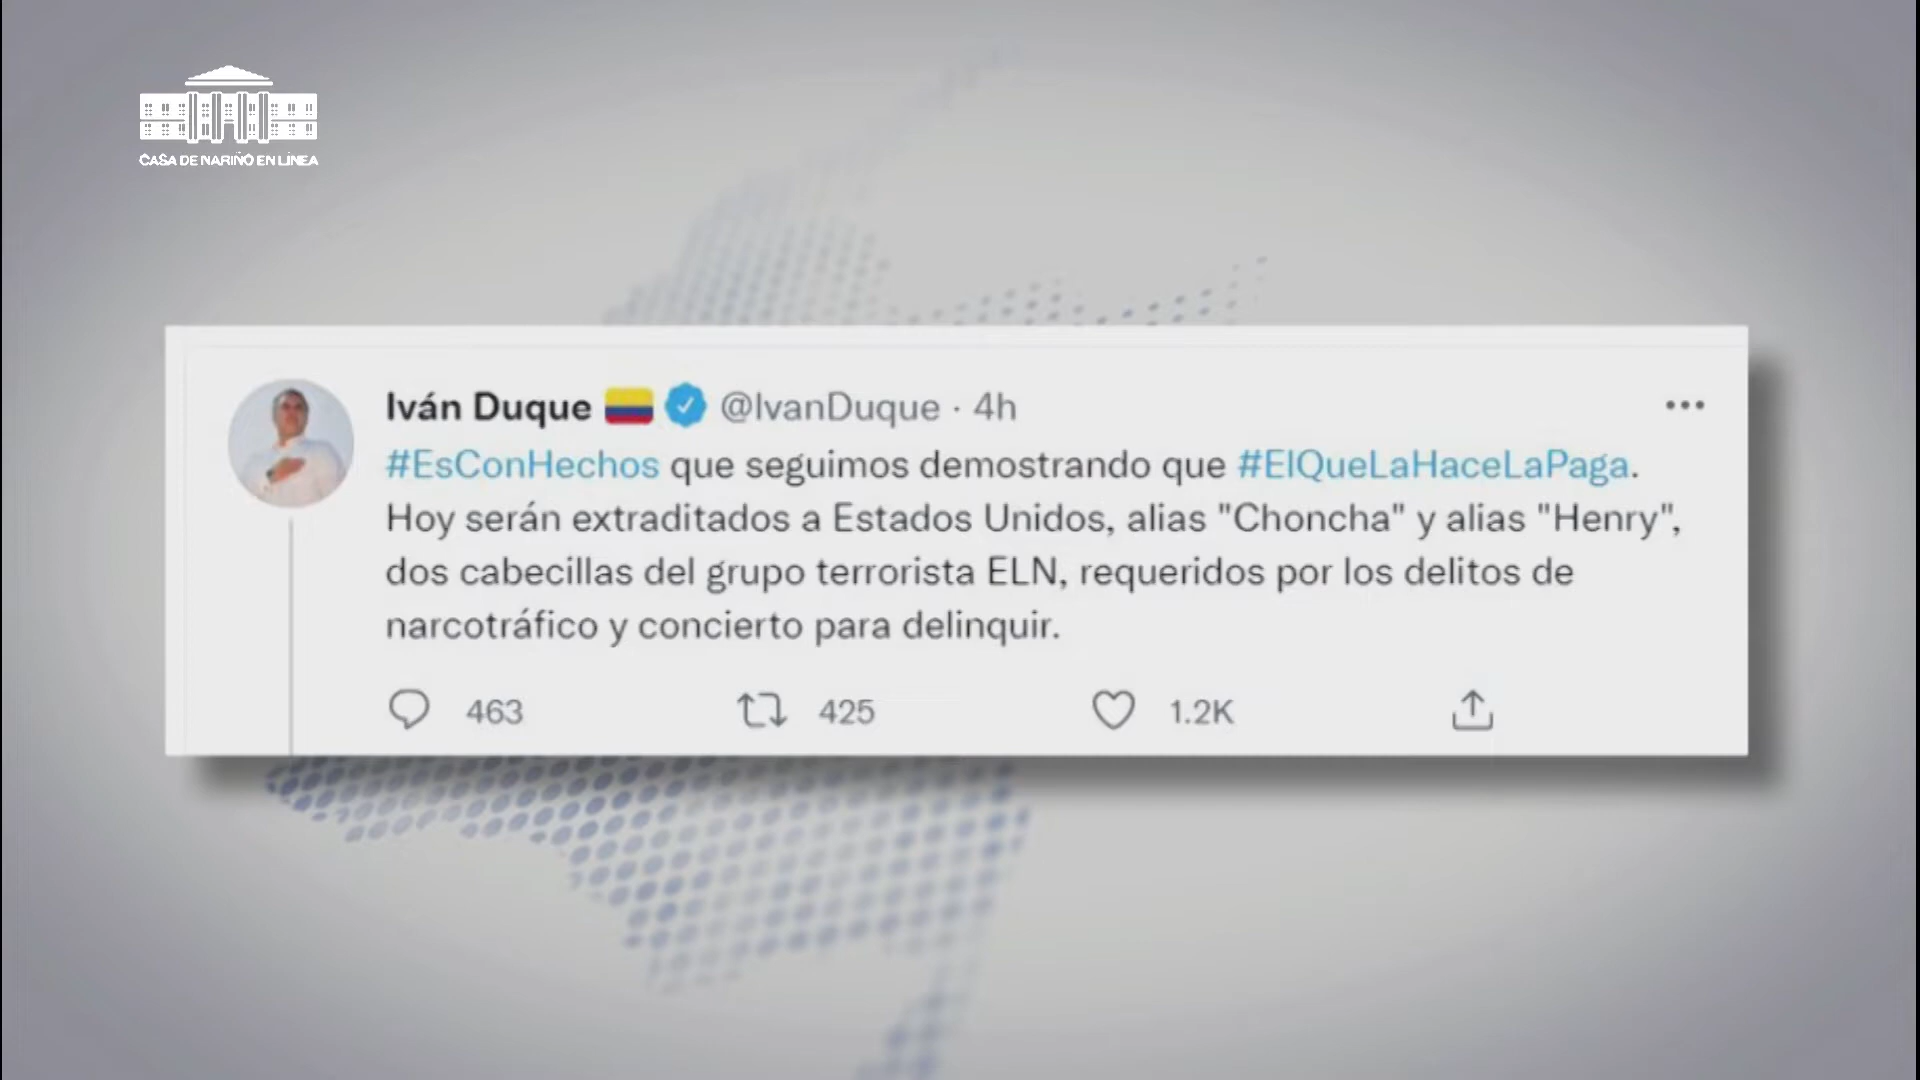 CASA DE NARIÑO EN LÍNEA
Iván Duque @IvanDuque · 4h
#EsConHechos que seguimos demostrando que #ElQueLaHaceLaPaga.
Hoy serán extraditados a Estados Unidos, alias "Choncha" y alias "Henry",
dos cabecillas del grupo terrorista ELN, requeridos por los delitos de
narcotráfico y concierto para delinquir.
463 425 1.2K